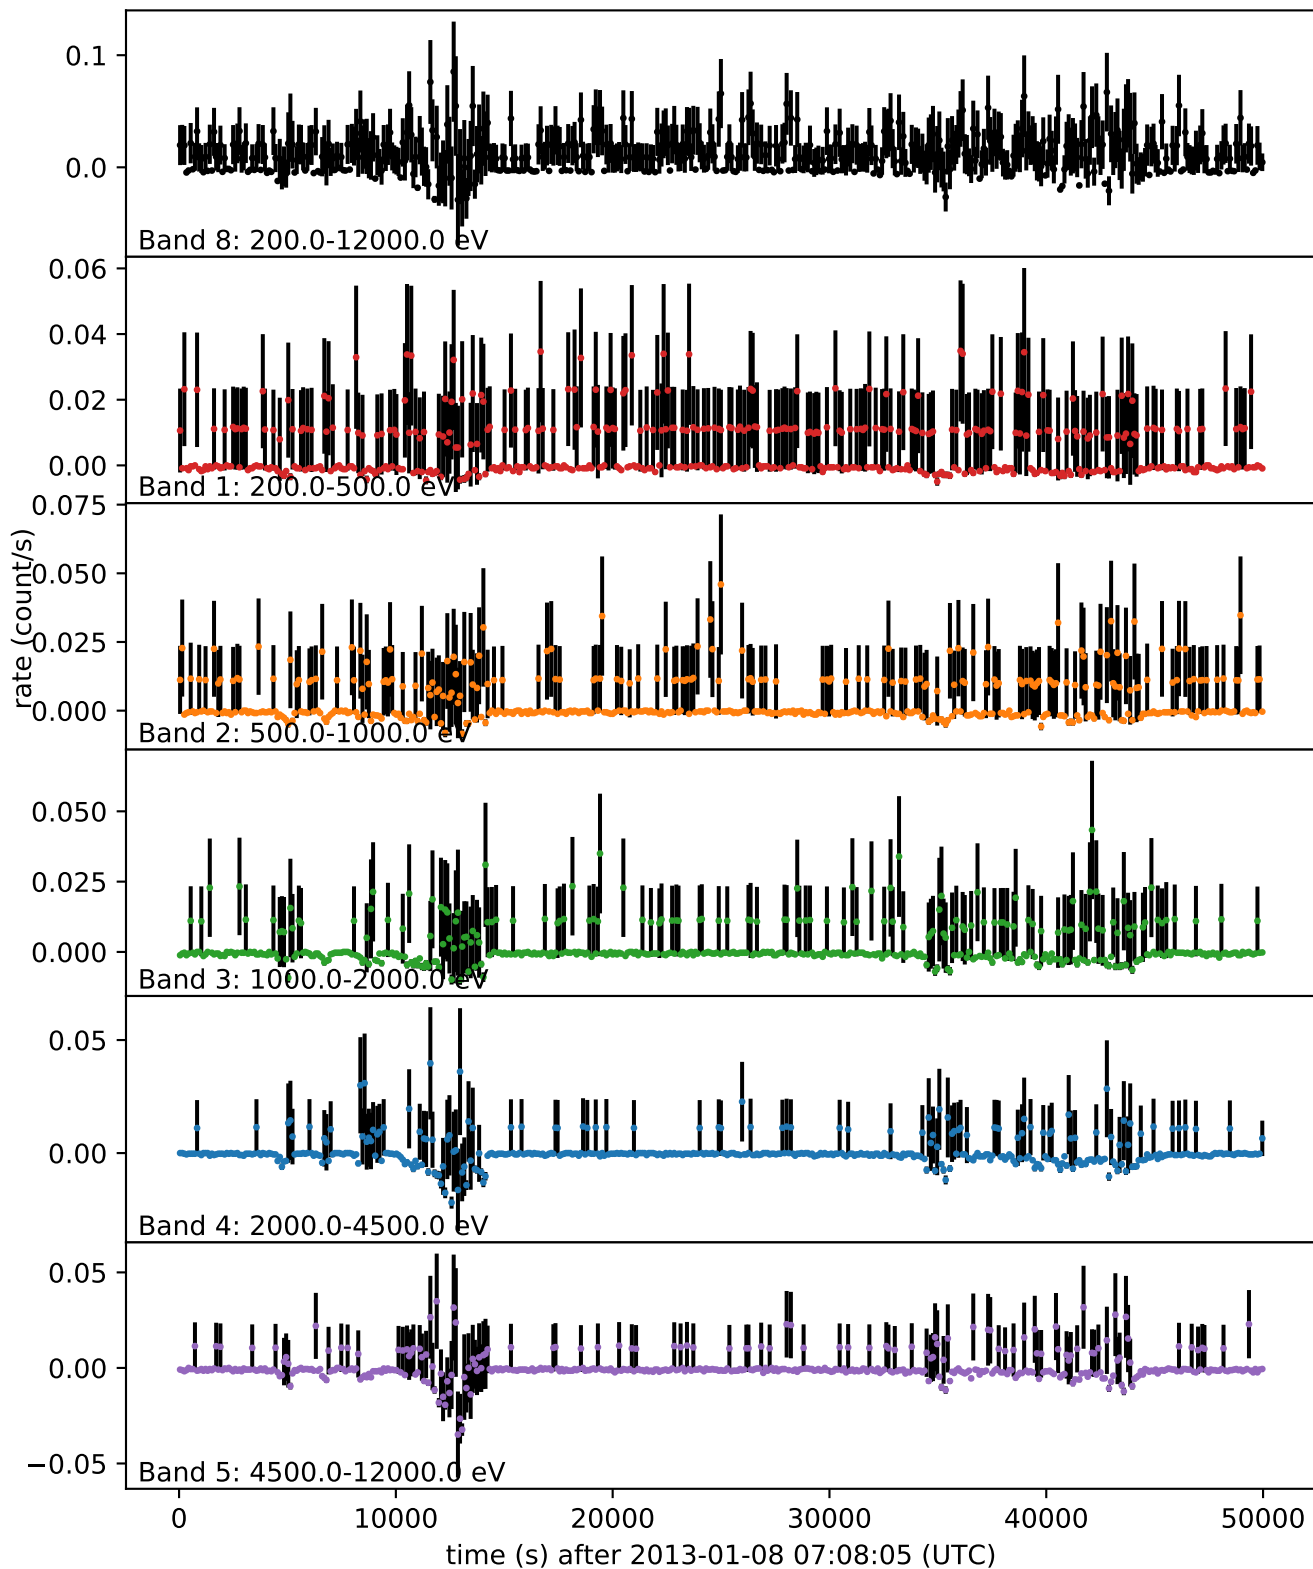 0.1
0.0
Band 8: 200.0-12000.0 eV
0.06
0.04
0.02
0.00
Band 1: 200.0-500.0 eV
rate (count/s)
0.075
0.050
0.025
0.000
Band 2: 500.0-1000.0 eV
0.050
0.025
0.000
Band 3: 1000.0-2000.0 eV
0.05
0.00
Band 4: 2000.0-4500.0 eV
0.05
0.00
−0.05
Band 5: 4500.0-12000.0 eV
0 10000 20000 30000 40000 50000
time (s) after 2013-01-08 07:08:05 (UTC)